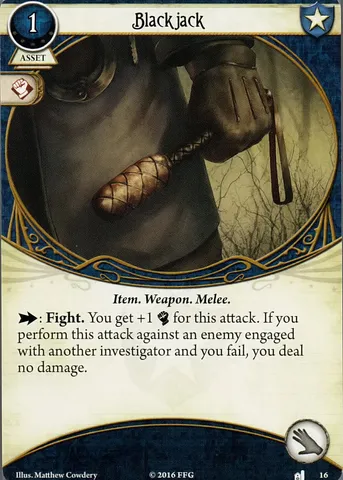 1
Blackjack
ASSET
Item. Weapon. Melee.
: Fight. You get +1 for this attack. If you
perform this attack against an enemy engaged
with another investigator and you fail, you deal
no damage.
Illus. Matthew Cowdery © 2016 FFG 16